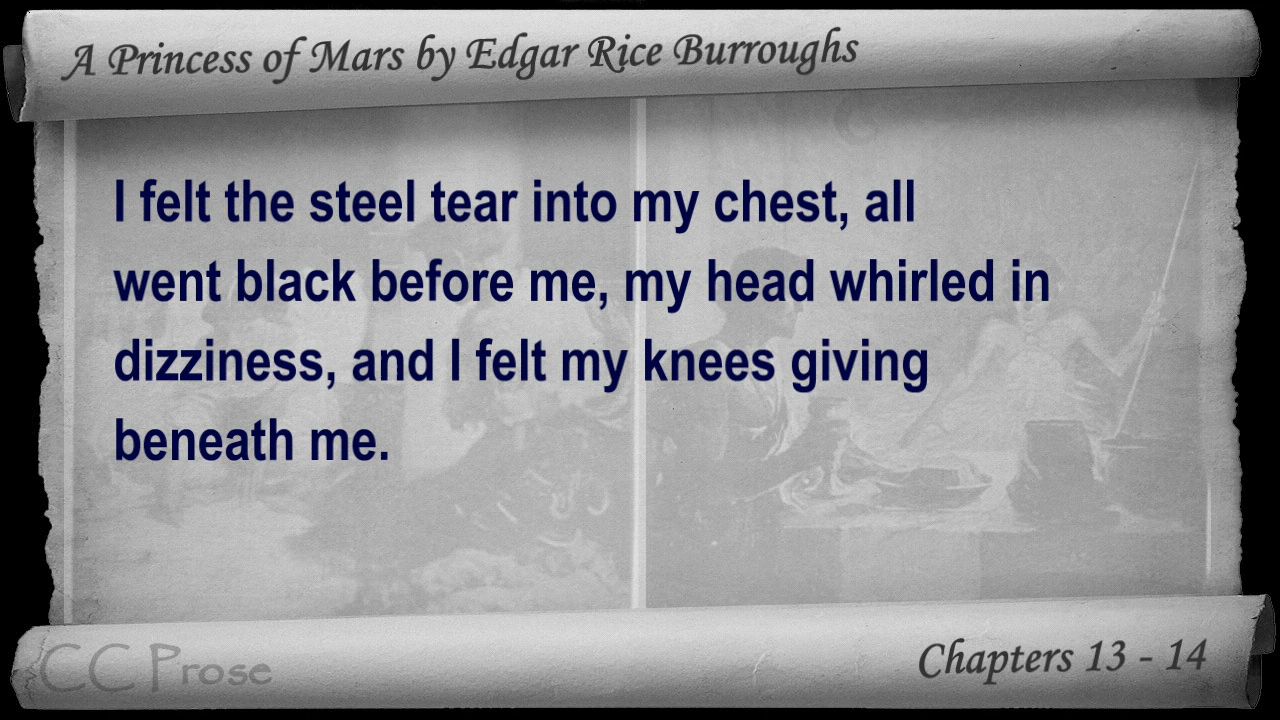 A Princess of Mars by Edgar Rice Burroughs
I felt the steel tear into my chest, all
went black before me, my head whirled in
dizziness, and I felt my knees giving
beneath me.
CC Prose
Chapters 13 - 14